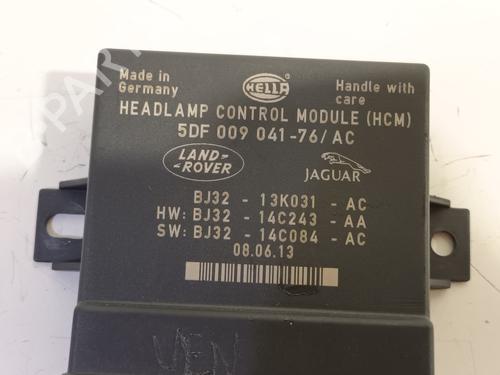 Made in
Germany
HELLA
Handle with
care
HEADLAMP CONTROL MODULE (HCM)
5DF 009 041-76/AC
LAND-
-ROVER
JAGUAR
BJ32 - 13K031 - AC
HW: BJ32 - 14C243 - AA
SW: BJ32 - 14C084 - AC
08.06.13